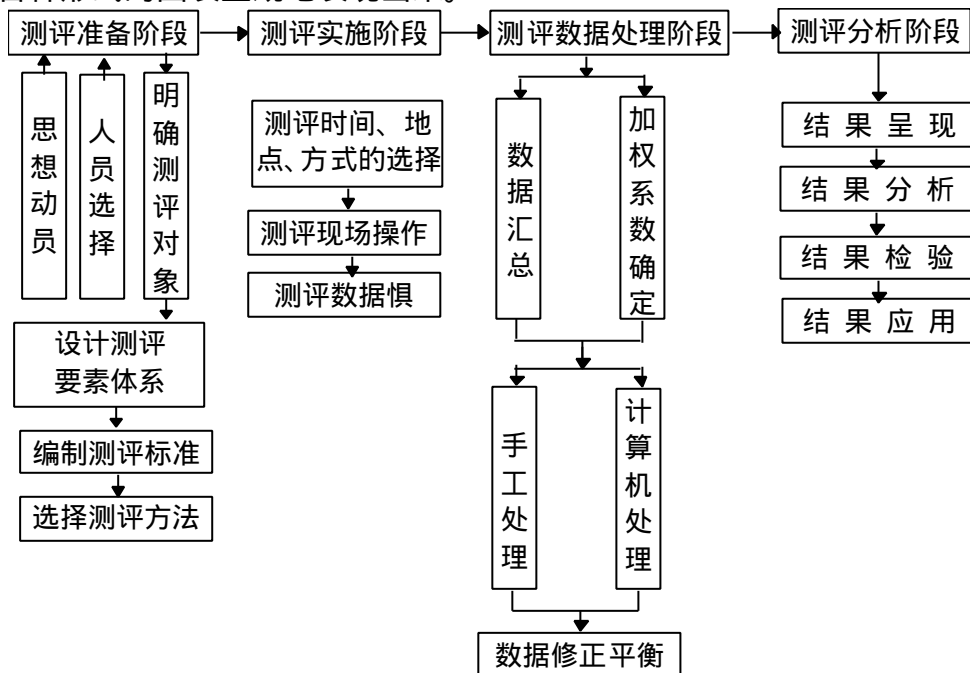 测评准备阶段
测评实施阶段
测评数据处理阶段
测评分析阶段
思想动员
人员选择
明确测评对象
设计测评
要素体系
编制测评标准
选择测评方法
测评时间、地
点、方式的选择
测评现场操作
测评数据惧
数据汇总
加权系数确定
手工处理
计算机处理
数据修正平衡
结果呈现
结果分析
结果检验
结果应用